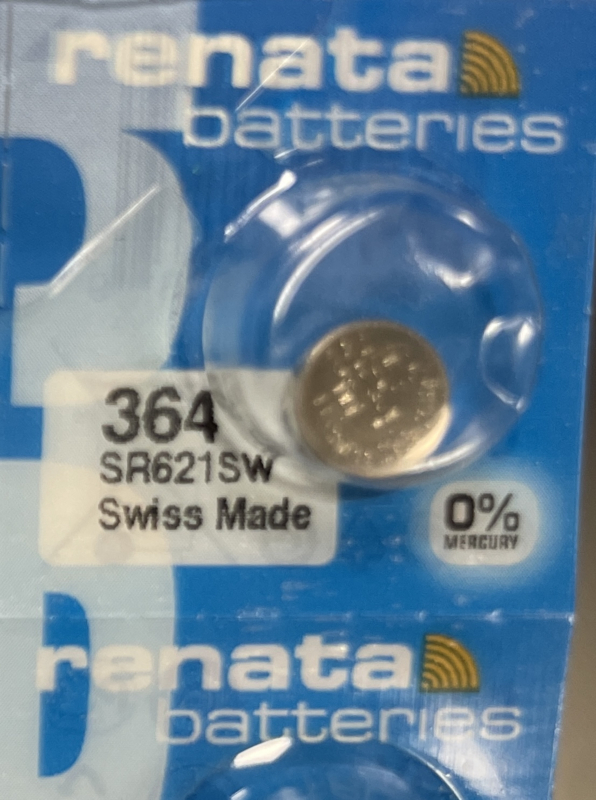 renata
batteries
364
SR621SW
Swiss Made
0%
MERCURY
renata
batteries